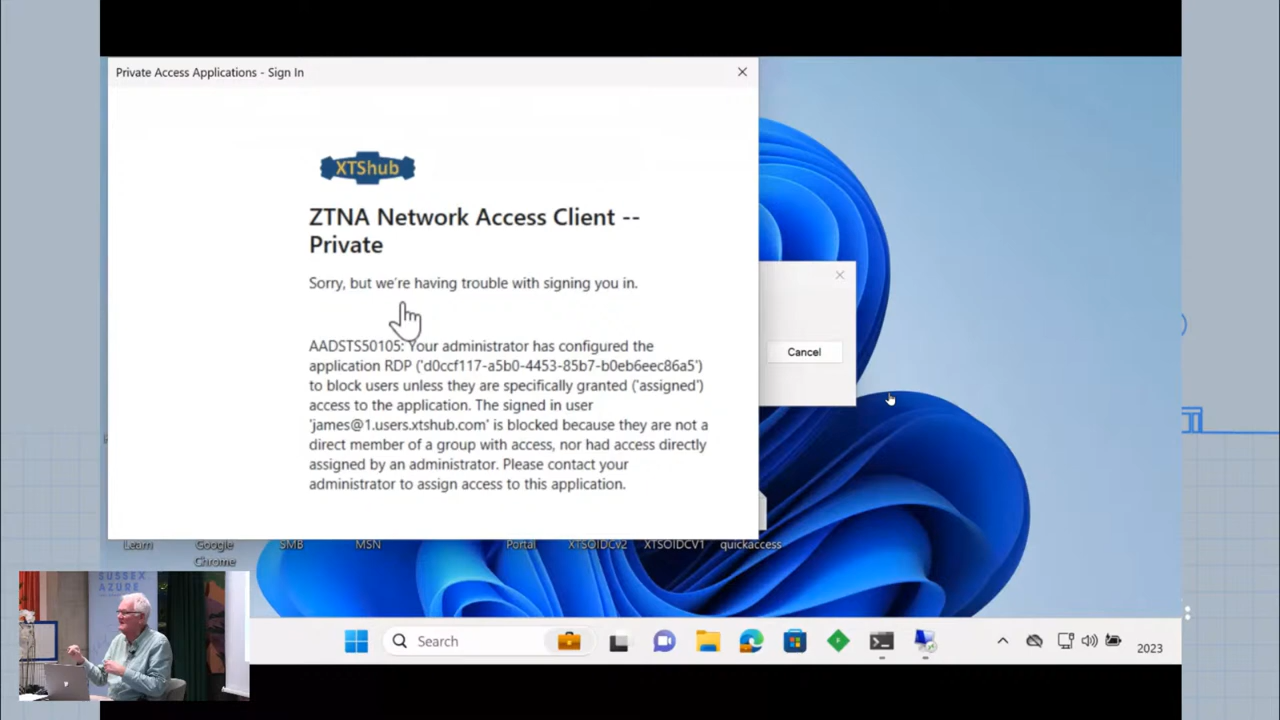 Private Access Applications - Sign In
XTShub
ZTNA Network Access Client --
Private
Sorry, but we're having trouble with signing you in.
AADSTS50105: Your administrator has configured the
application RDP ('d0ccf117-a5b0-4453-85b7-b0eb6eec86a5')
to block users unless they are specifically granted ('assigned')
access to the application. The signed in user
'james@1.users.xtshub.com' is blocked because they are not a
direct member of a group with access, nor had access directly
assigned by an administrator. Please contact your
administrator to assign access to this application.
Cancel
Learn
Google
Chrome
SMB
MSN
Portal
XTSOIDCv2
XTSOIDCV1
quickaccess
SUSSEX
AZURE
Search
2023